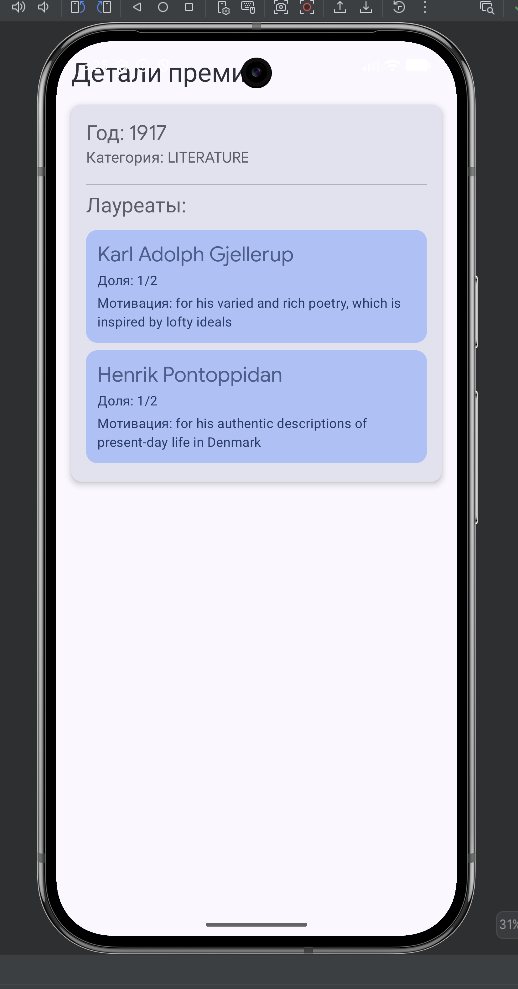 Детали преми
Год: 1917
Категория: LITERATURE
Лауреаты:
Karl Adolph Gjellerup
Доля: 1/2
Мотивация: for his varied and rich poetry, which is
inspired by lofty ideals
Henrik Pontoppidan
Доля: 1/2
Мотивация: for his authentic descriptions of
present-day life in Denmark
31%